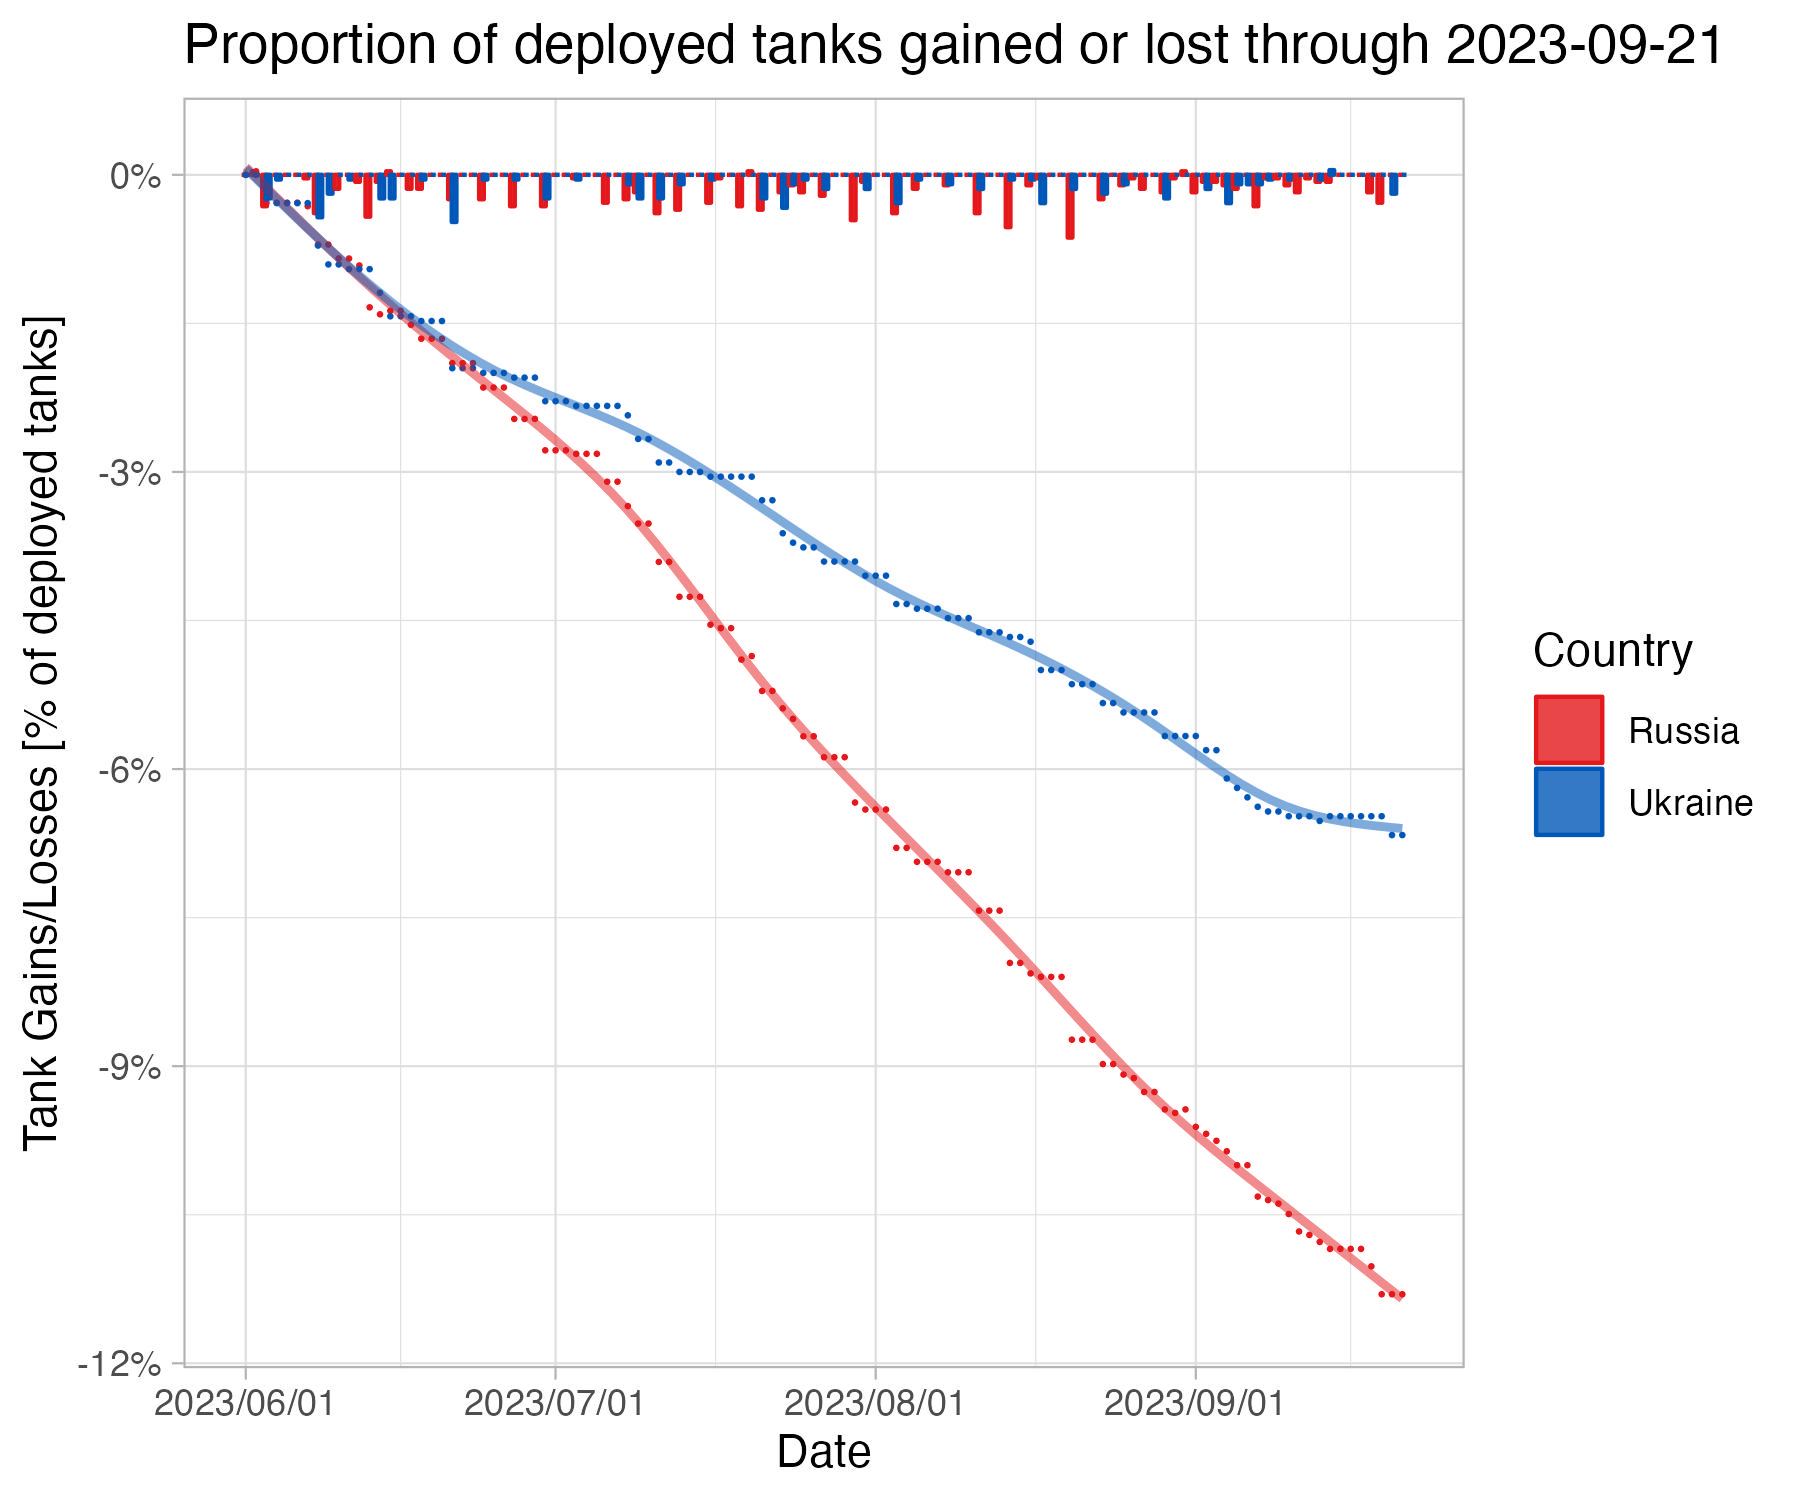 Proportion of deployed tanks gained or lost through 2023-09-21
Tank Gains/Losses [% of deployed tanks]
0%
-3%
-6%
-9%
-12%
2023/06/01
2023/07/01
2023/08/01
2023/09/01
Date
Country
Russia
Ukraine